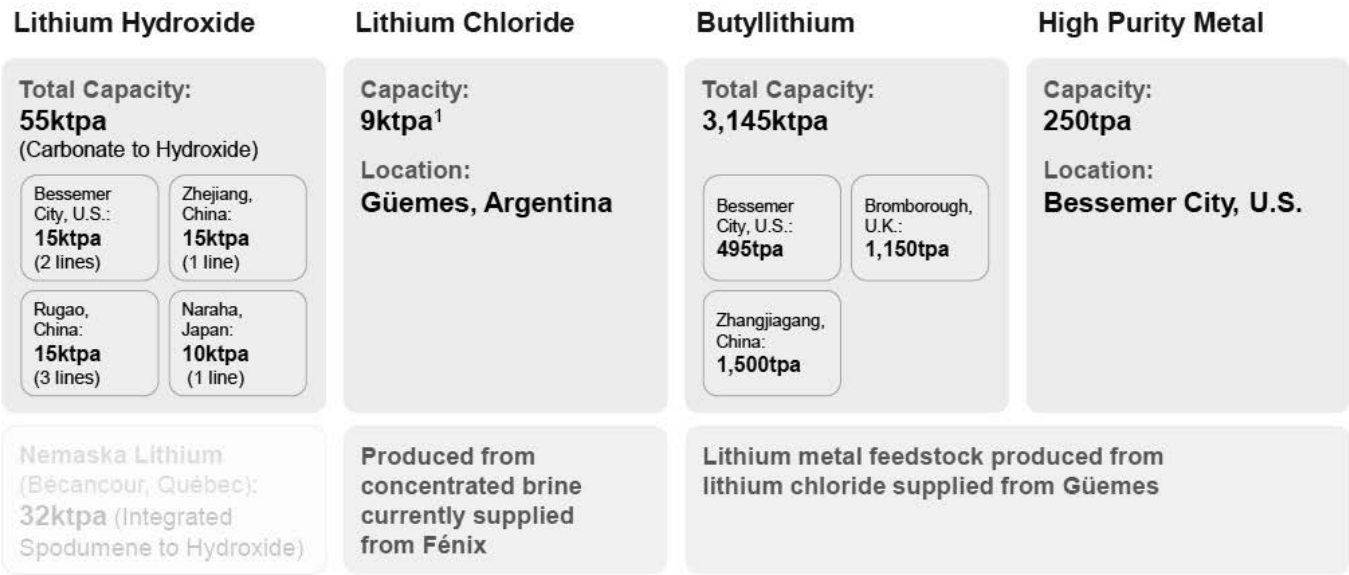 Lithium Hydroxide
Total Capacity:
55ktpa
(Carbonate to Hydroxide)
Bessemer
City, U.S.:
15ktpa
(2 lines)
Zhejiang,
China:
15ktpa
(1 line)
Rugao,
China:
15ktpa
(3 lines)
Naraha,
Japan:
10ktpa
(1 line)
Nemaska Lithium
(Bécancour, Québec):
32ktpa (Integrated
Spodumene to Hydroxide)
Lithium Chloride
Capacity:
9ktpa¹
Location:
Güemes, Argentina
Produced from
concentrated brine
currently supplied
from Fénix
Butyllithium
Total Capacity:
3,145ktpa
Bessemer
City, U.S.:
495tpa
Bromborough,
U.K.:
1,150tpa
Zhangjiagang,
China:
1,500tpa
High Purity Metal
Capacity:
250tpa
Location:
Bessemer City, U.S.
Lithium metal feedstock produced from
lithium chloride supplied from Güemes